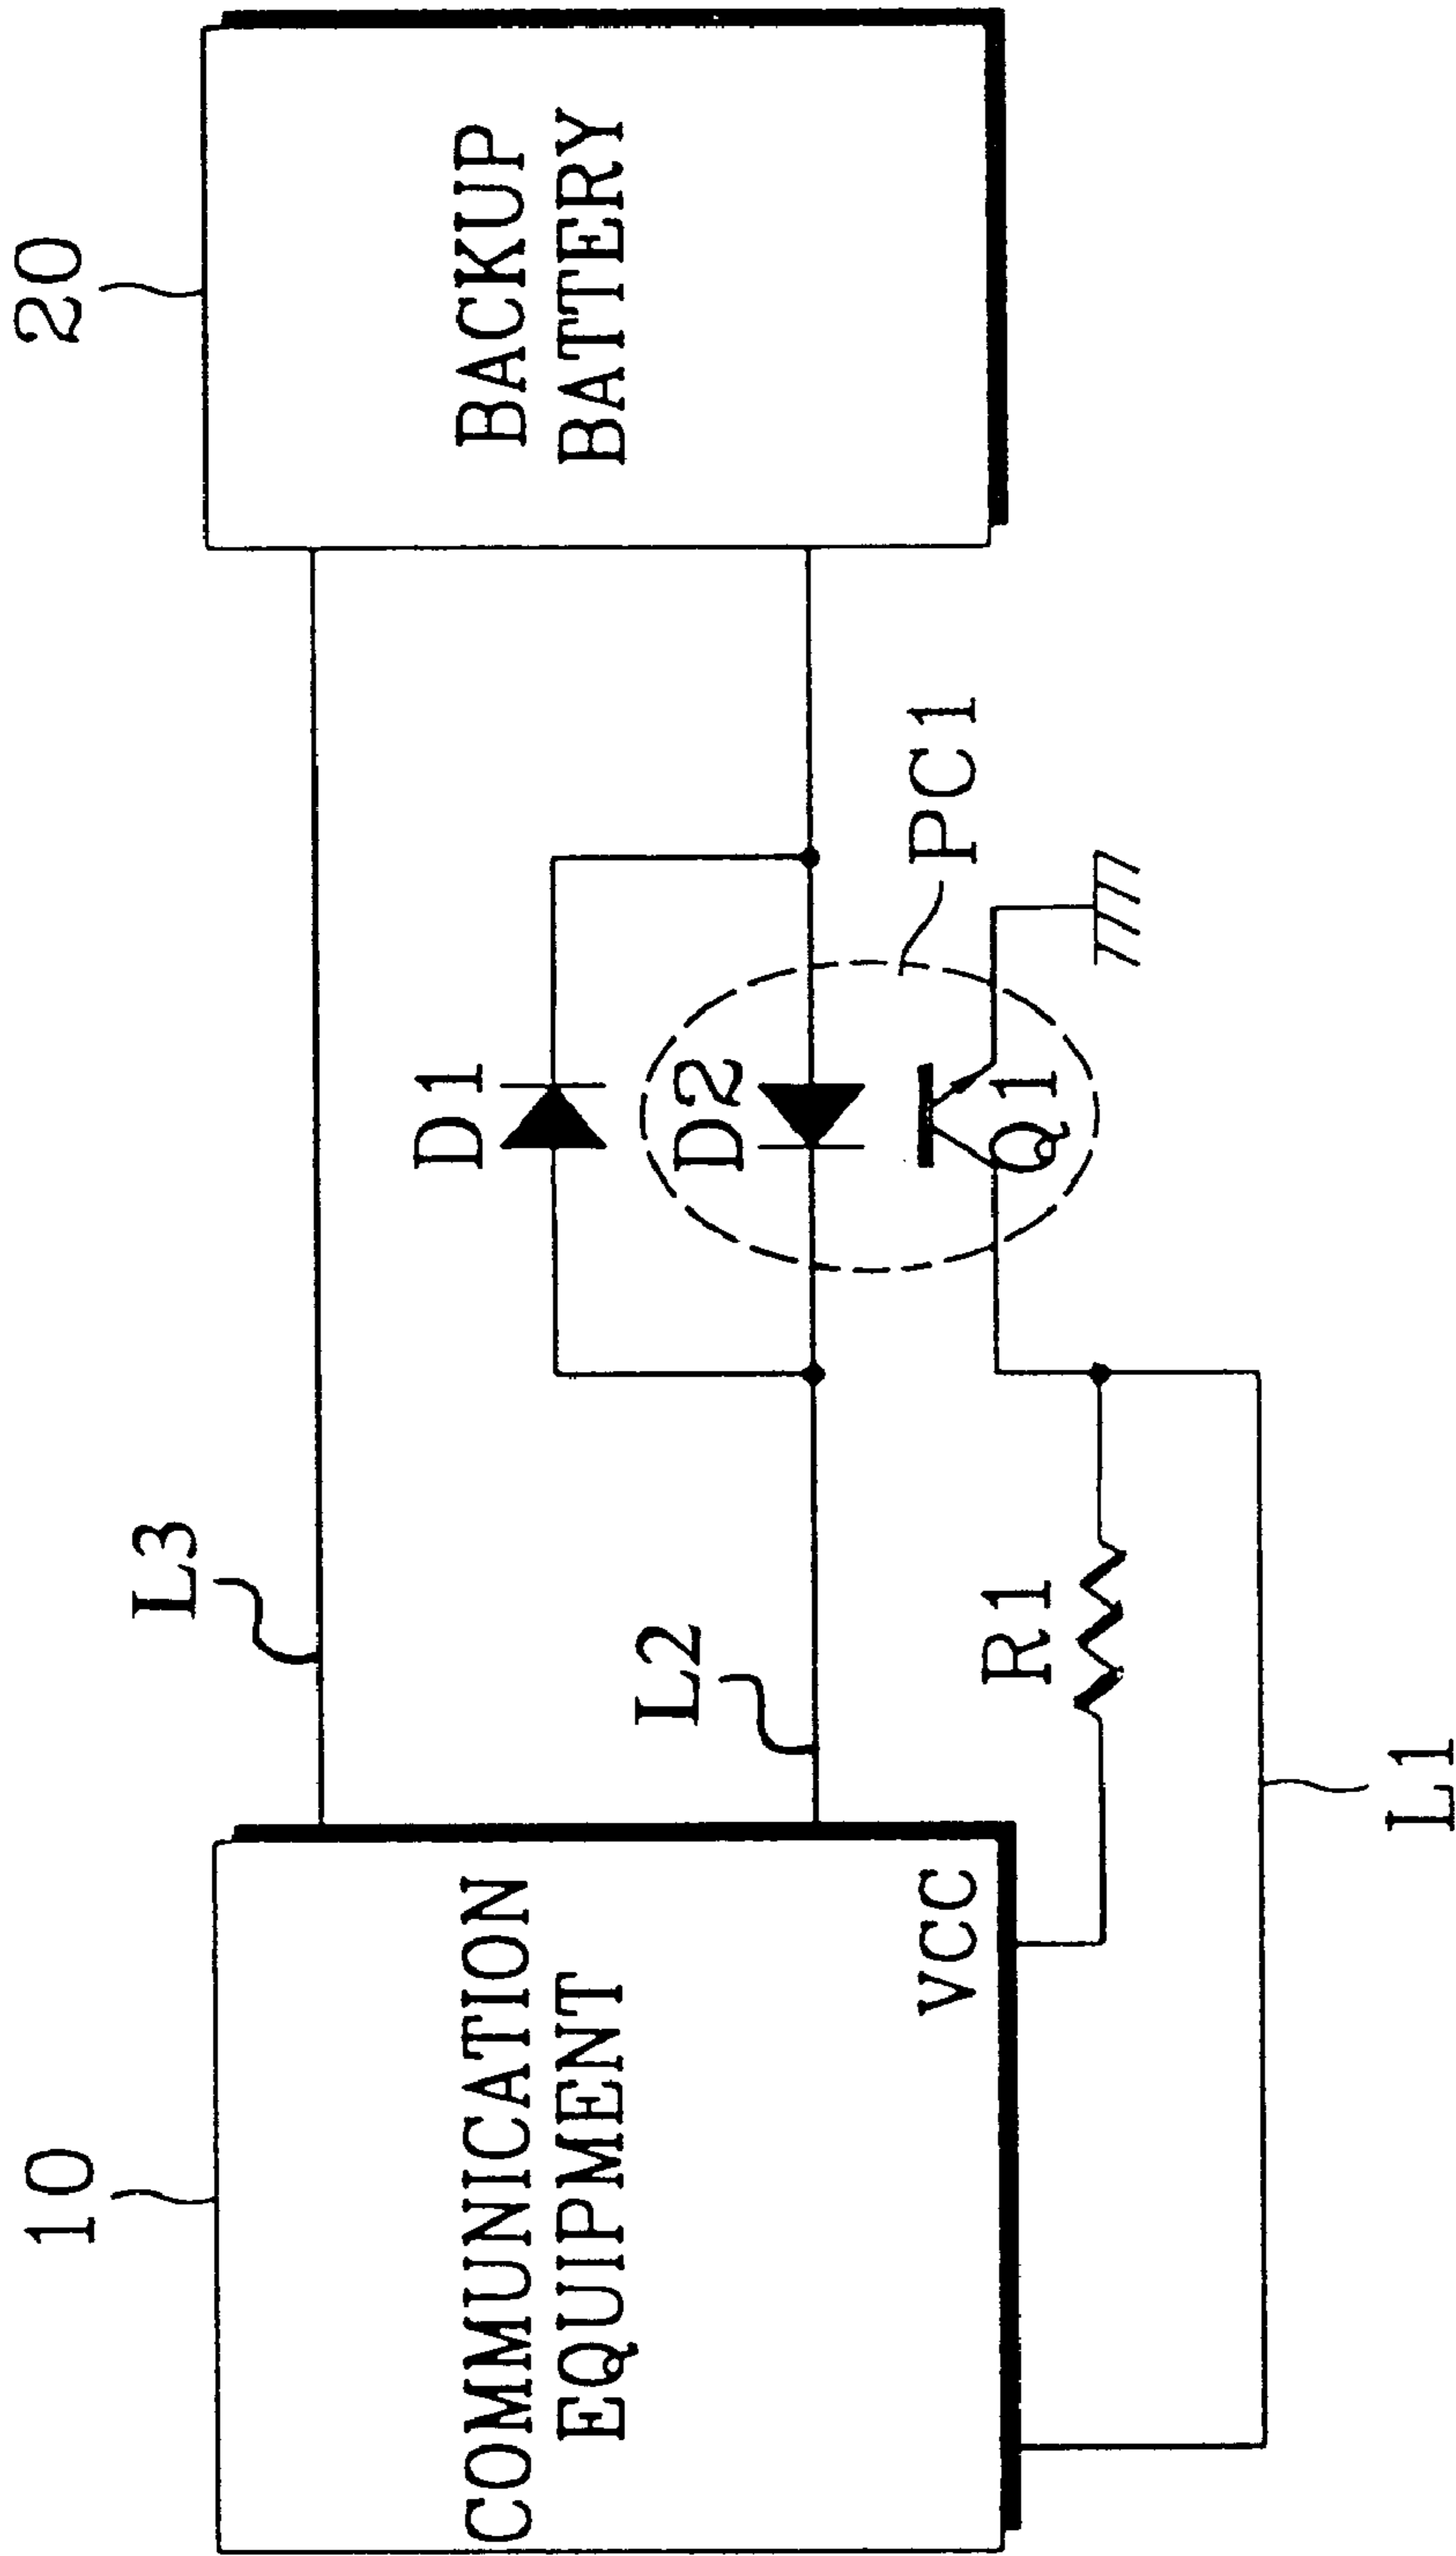 10
20
COMMUNICATION
EQUIPMENT
VCC
BACKUP
BATTERY
L3
L2
D1
D2
Q1
PC1
R1
L1